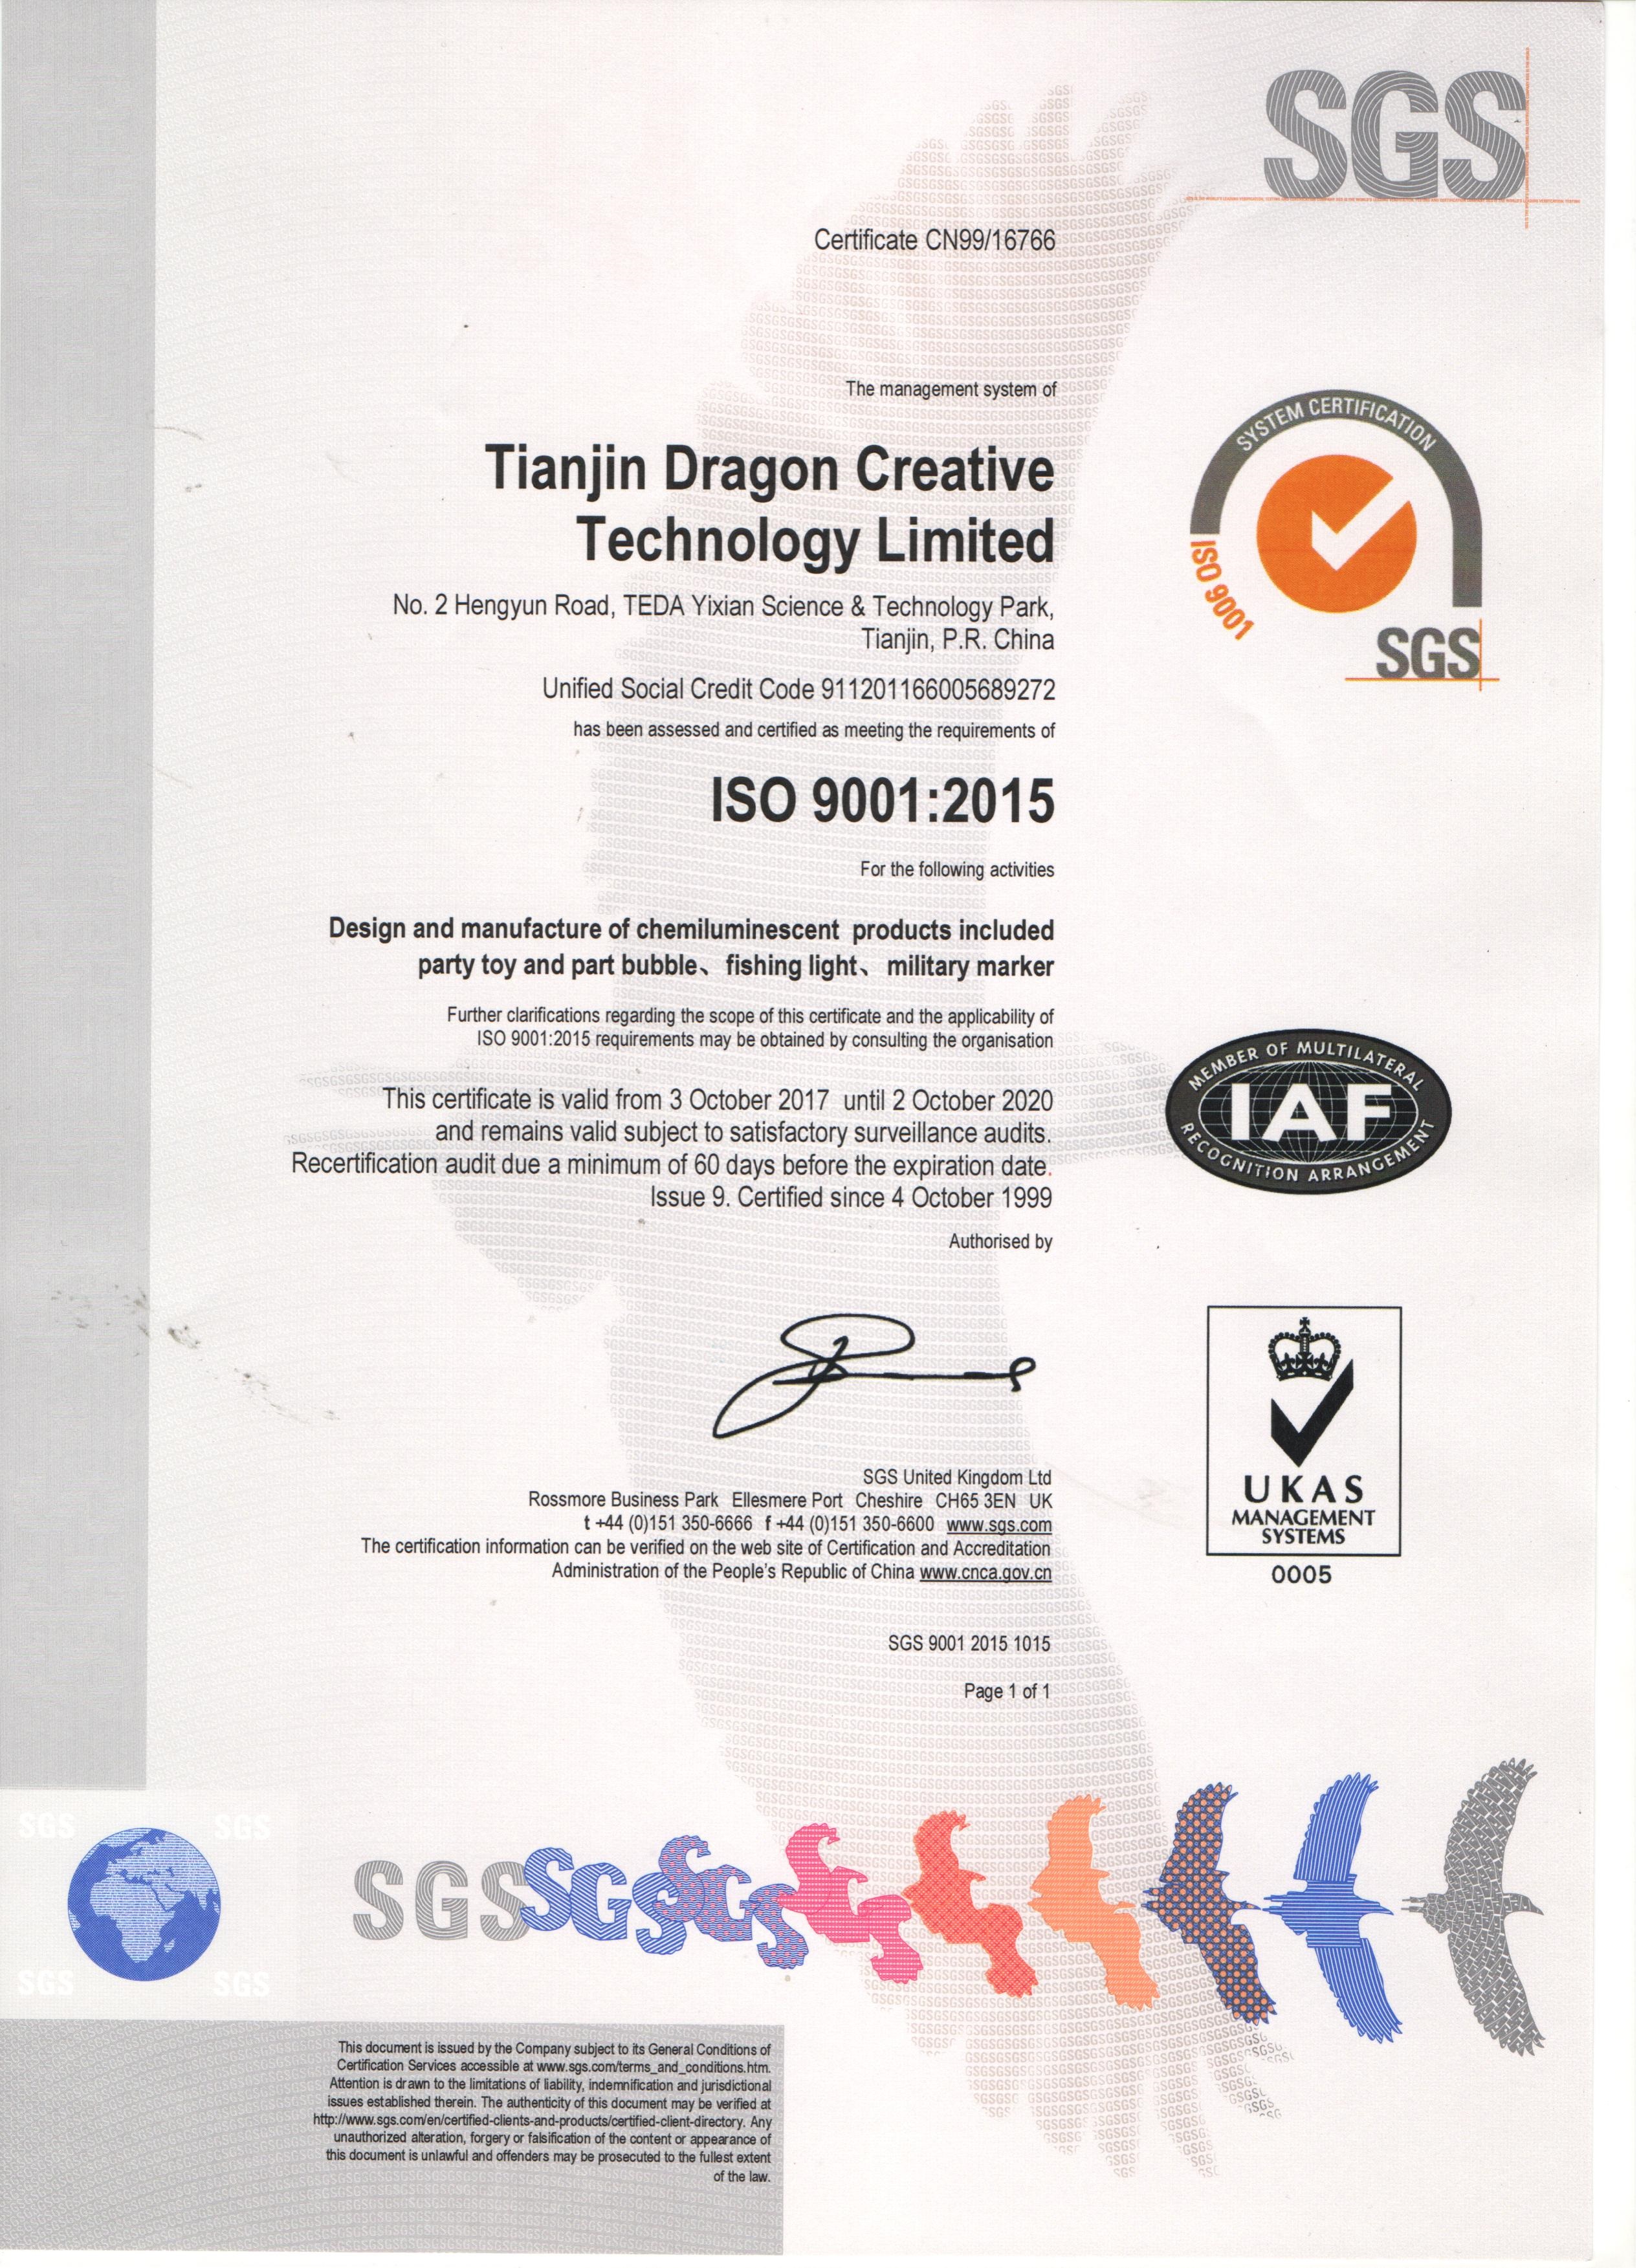 SGS
Certificate CN99/16766
The management system of
Tianjin Dragon Creative
Technology Limited
No. 2 Hengyun Road, TEDA Yixian Science & Technology Park,
Tianjin, P.R. China
Unified Social Credit Code 911201166005689272
has been assessed and certified as meeting the requirements of
ISO 9001:2015
For the following activities
Design and manufacture of chemiluminescent products included
party toy and part bubble、fishing light、military marker
Further clarifications regarding the scope of this certificate and the applicability of
ISO 9001:2015 requirements may be obtained by consulting the organisation
This certificate is valid from 3 October 2017 until 2 October 2020
and remains valid subject to satisfactory surveillance audits.
Recertification audit due a minimum of 60 days before the expiration date.
Issue 9. Certified since 4 October 1999
Authorised by
SGS United Kingdom Ltd
Rossmore Business Park Ellesmere Port Cheshire CH65 3EN UK
t +44 (0)151 350-6666 f +44 (0)151 350-6600 www.sgs.com
The certification information can be verified on the web site of Certification and Accreditation
Administration of the People's Republic of China www.cnca.gov.cn
SGS 9001 2015 1015
Page 1 of 1
SYSTEM CERTIFICATION
ISO 9001
SGS
MEMBER OF MULTILATERAL
IAF
RECOGNITION ARRANGEMENT
UKAS
MANAGEMENT
SYSTEMS
0005
SGS SGS
SGS SGS
SGS SGS SGS
This document is issued by the Company subject to its General Conditions of
Certification Services accessible at www.sgs.com/terms_and_conditions.htm.
Attention is drawn to the limitations of liability, indemnification and jurisdictional
issues established therein. The authenticity of this document may be verified at
http://www.sgs.com/en/certified-clients-and-products/certified-client-directory. Any
unauthorized alteration, forgery or falsification of the content or appearance of
this document is unlawful and offenders may be prosecuted to the fullest extent
of the law.